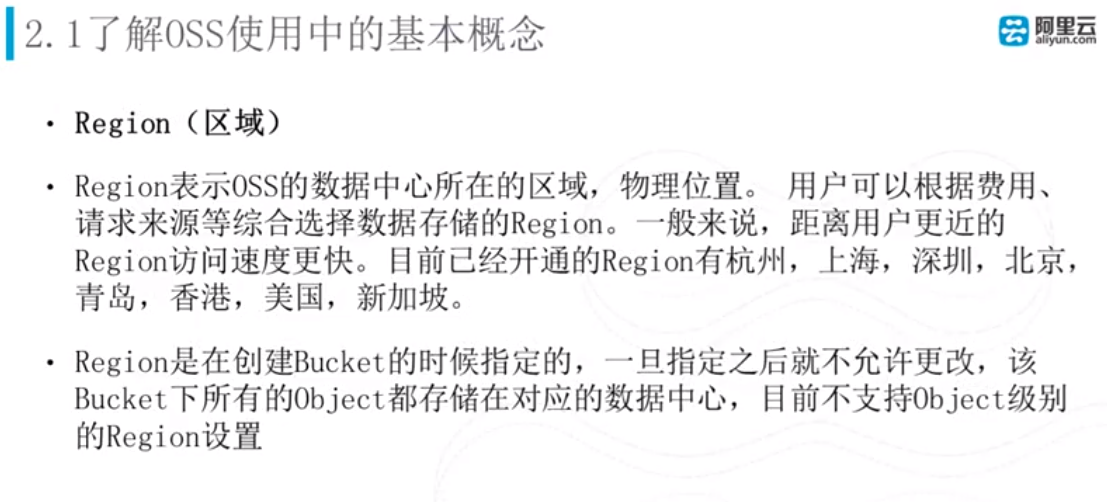 2.1了解OSS使用中的基本概念
阿里云
aliyun.com
• Region（区域）
• Region表示OSS的数据中心所在的区域，物理位置。 用户可以根据费用、
请求来源等综合选择数据存储的Region。一般来说，距离用户更近的
Region访问速度更快。目前已经开通的Region有杭州，上海，深圳，北京，
青岛，香港，美国，新加坡。
• Region是在创建Bucket的时候指定的，一旦指定之后就不允许更改，该
Bucket下所有的Object都存储在对应的数据中心，目前不支持Object级别
的Region设置